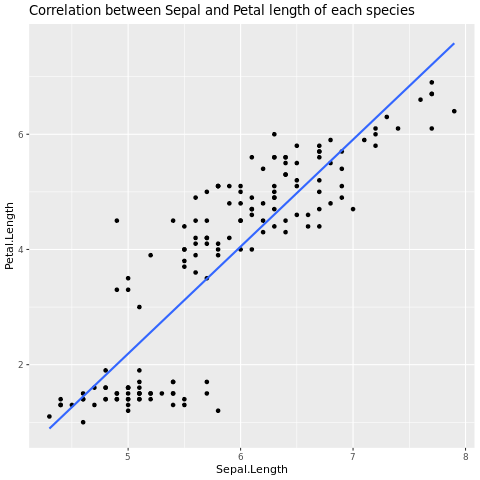 Correlation between Sepal and Petal length of each species
Petal.Length
6
4
2
5
6
7
8
Sepal.Length